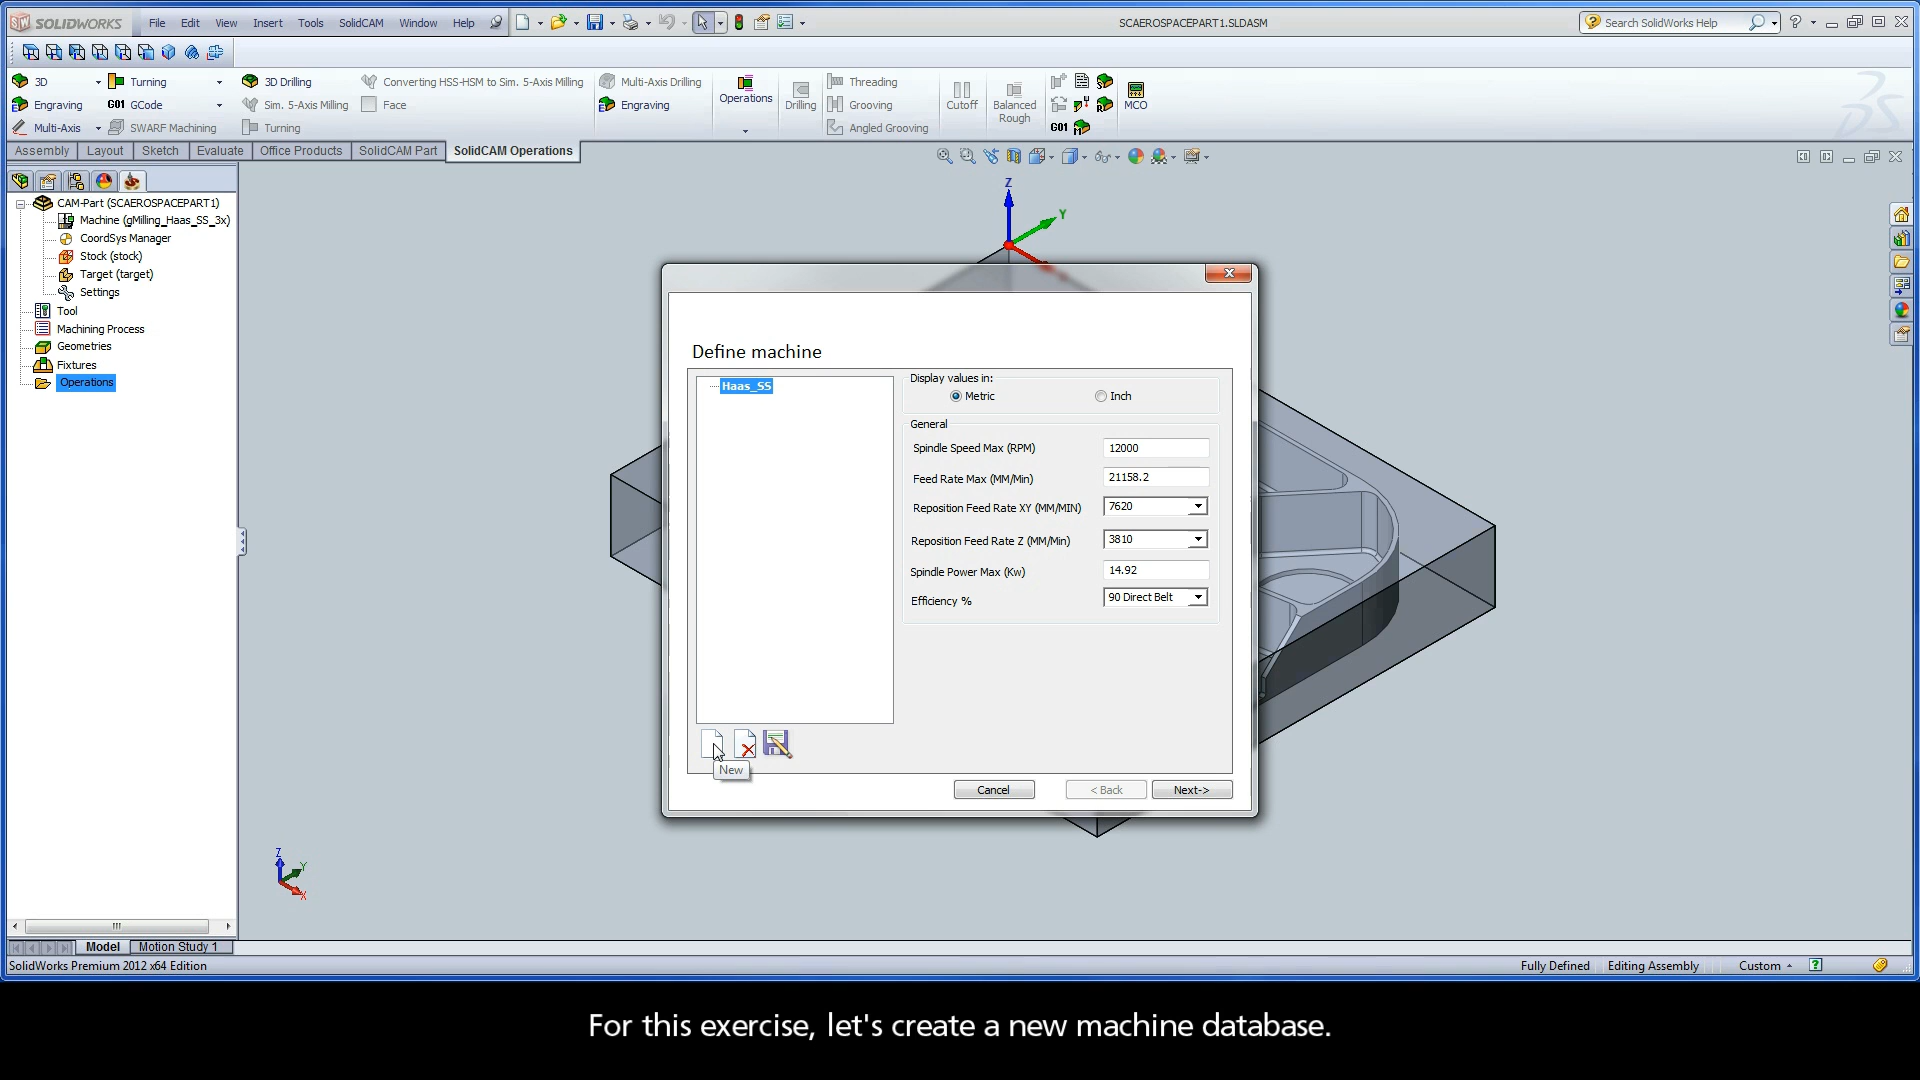 SOLIDWORKS File Edit View Insert Tools SolidCAM Window Help SCAEROSPACEPART1.SLDASM Search SolidWorks Help
3D Turning 3D Drilling Converting HSS-HSM to Sim. 5-Axis Milling Multi-Axis Drilling Threading
Engraving G01 GCode Sim. 5-Axis Milling Face Engraving Operations Drilling Grooving Cutoff Balanced Rough MCO
Multi-Axis SWARF Machining Turning Angled Grooving G01
Assembly Layout Sketch Evaluate Office Products SolidCAM Part SolidCAM Operations
CAM-Part (SCAEROSPACEPART1)
Machine (gMilling_Haas_SS_3x)
CoordSys Manager
Stock (stock)
Target (target)
Settings
Tool
Machining Process
Geometries
Fixtures
Operations
Z
Y
Define machine
Haas_SS
Display values in:
Metric Inch
General
Spindle Speed Max (RPM) 12000
Feed Rate Max (MM/Min) 21158.2
Reposition Feed Rate XY (MM/MIN) 7620
Reposition Feed Rate Z (MM/Min) 3810
Spindle Power Max (Kw) 14.92
Efficiency % 90 Direct Belt
New
Cancel < Back Next->
Z
Y
X
Model Motion Study 1
SolidWorks Premium 2012 x64 Edition Fully Defined Editing Assembly Custom
For this exercise, let's create a new machine database.